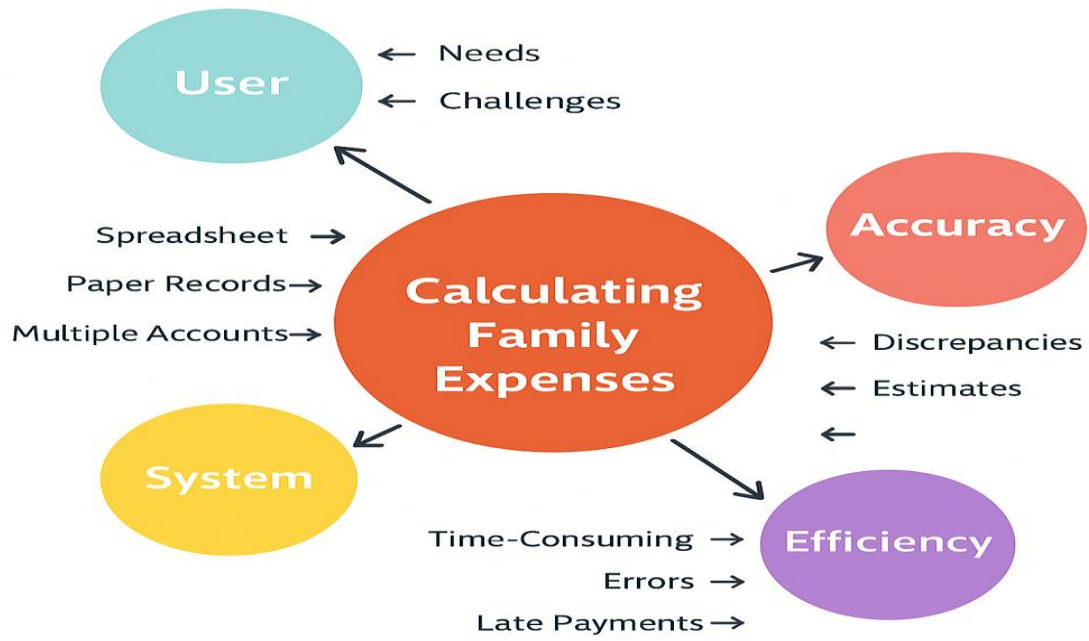 User
Needs
Challenges
Spreadsheet
Paper Records
Multiple Accounts
Calculating
Family
Expenses
Accuracy
Discrepancies
Estimates
System
Time-Consuming
Errors
Late Payments
Efficiency